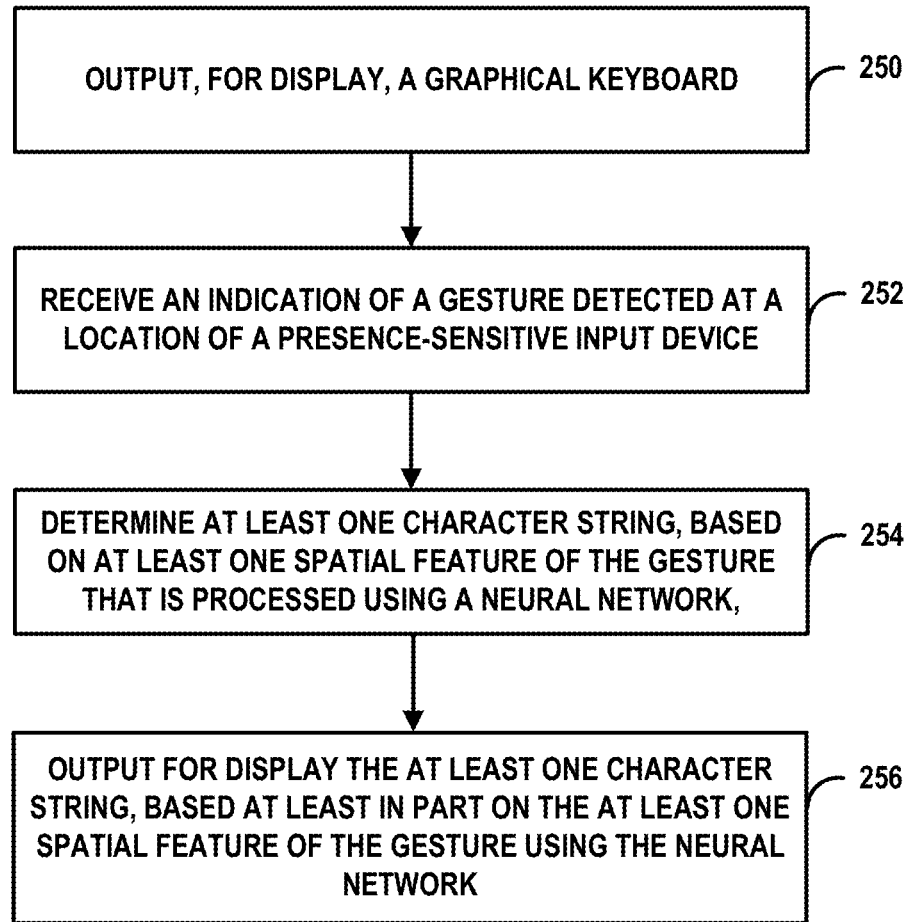 OUTPUT, FOR DISPLAY, A GRAPHICAL KEYBOARD
250
RECEIVE AN INDICATION OF A GESTURE DETECTED AT A
LOCATION OF A PRESENCE-SENSITIVE INPUT DEVICE
252
DETERMINE AT LEAST ONE CHARACTER STRING, BASED
ON AT LEAST ONE SPATIAL FEATURE OF THE GESTURE
THAT IS PROCESSED USING A NEURAL NETWORK,
254
OUTPUT FOR DISPLAY THE AT LEAST ONE CHARACTER
STRING, BASED AT LEAST IN PART ON THE AT LEAST ONE
SPATIAL FEATURE OF THE GESTURE USING THE NEURAL
NETWORK
256